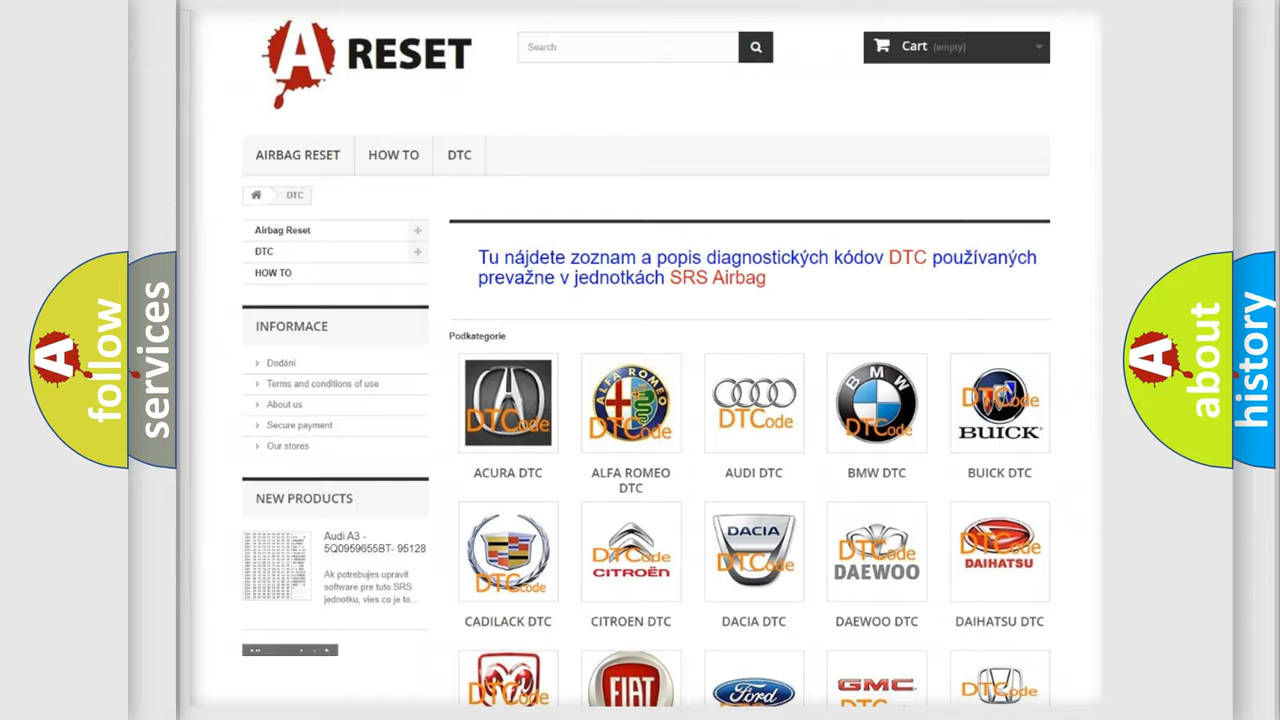 A RESET
Search
Cart (empty)
AIRBAG RESET
HOW TO
DTC
DTC
Airbag Reset
DTC
HOW TO
INFORMACE
Dodání
Terms and conditions of use
About us
Secure payment
Our stores
NEW PRODUCTS
Audi A3 -
5Q0959655BT- 95128
Ak potrebujes upravit
software pre tuto SRS
jednotku, vies co je to...
Tu nájdete zoznam a popis diagnostických kódov DTC používaných
prevažne v jednotkách SRS Airbag
Podkategorie
DTCode
ALFA ROMEO
DTCode
DTCode
BMW
DTCode
DTCode
BUICK
ACURA DTC
ALFA ROMEO
DTC
AUDI DTC
BMW DTC
BUICK DTC
DTCode
DTCode
CITROËN
DACIA
DTCode
DTCode
DAEWOO
DTCode
DAIHATSU
CADILACK DTC
CITROEN DTC
DACIA DTC
DAEWOO DTC
DAIHATSU DTC
DTCode
FIAT
Ford
GMC
DTCode
A
follow
services
A
about
history